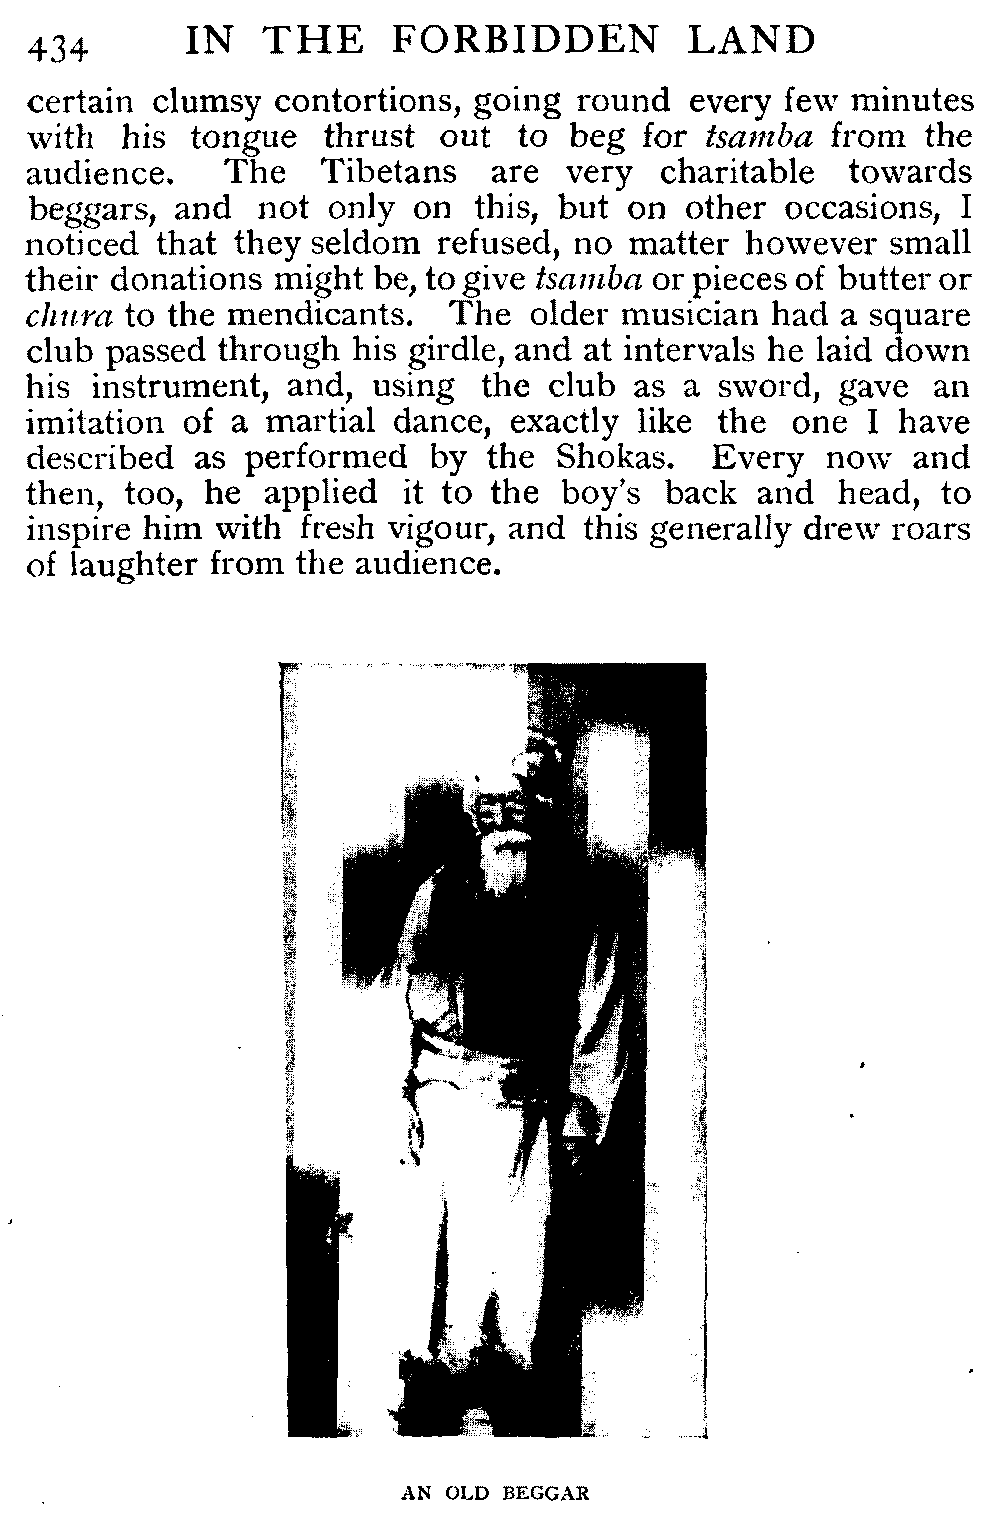 434 IN THE FORBIDDEN LAND
certain clumsy contortions, going round every few minutes
with his tongue thrust out to beg for tsamba from the
audience. The Tibetans are very charitable towards
beggars, and not only on this, but on other occasions, I
noticed that they seldom refused, no matter however small
their donations might be, to give tsamba or pieces of butter or
chura to the mendicants. The older musician had a square
club passed through his girdle, and at intervals he laid down
his instrument, and, using the club as a sword, gave an
imitation of a martial dance, exactly like the one I have
described as performed by the Shokas. Every now and
then, too, he applied it to the boy's back and head, to
inspire him with fresh vigour, and this generally drew roars
of laughter from the audience.
AN OLD BEGGAR